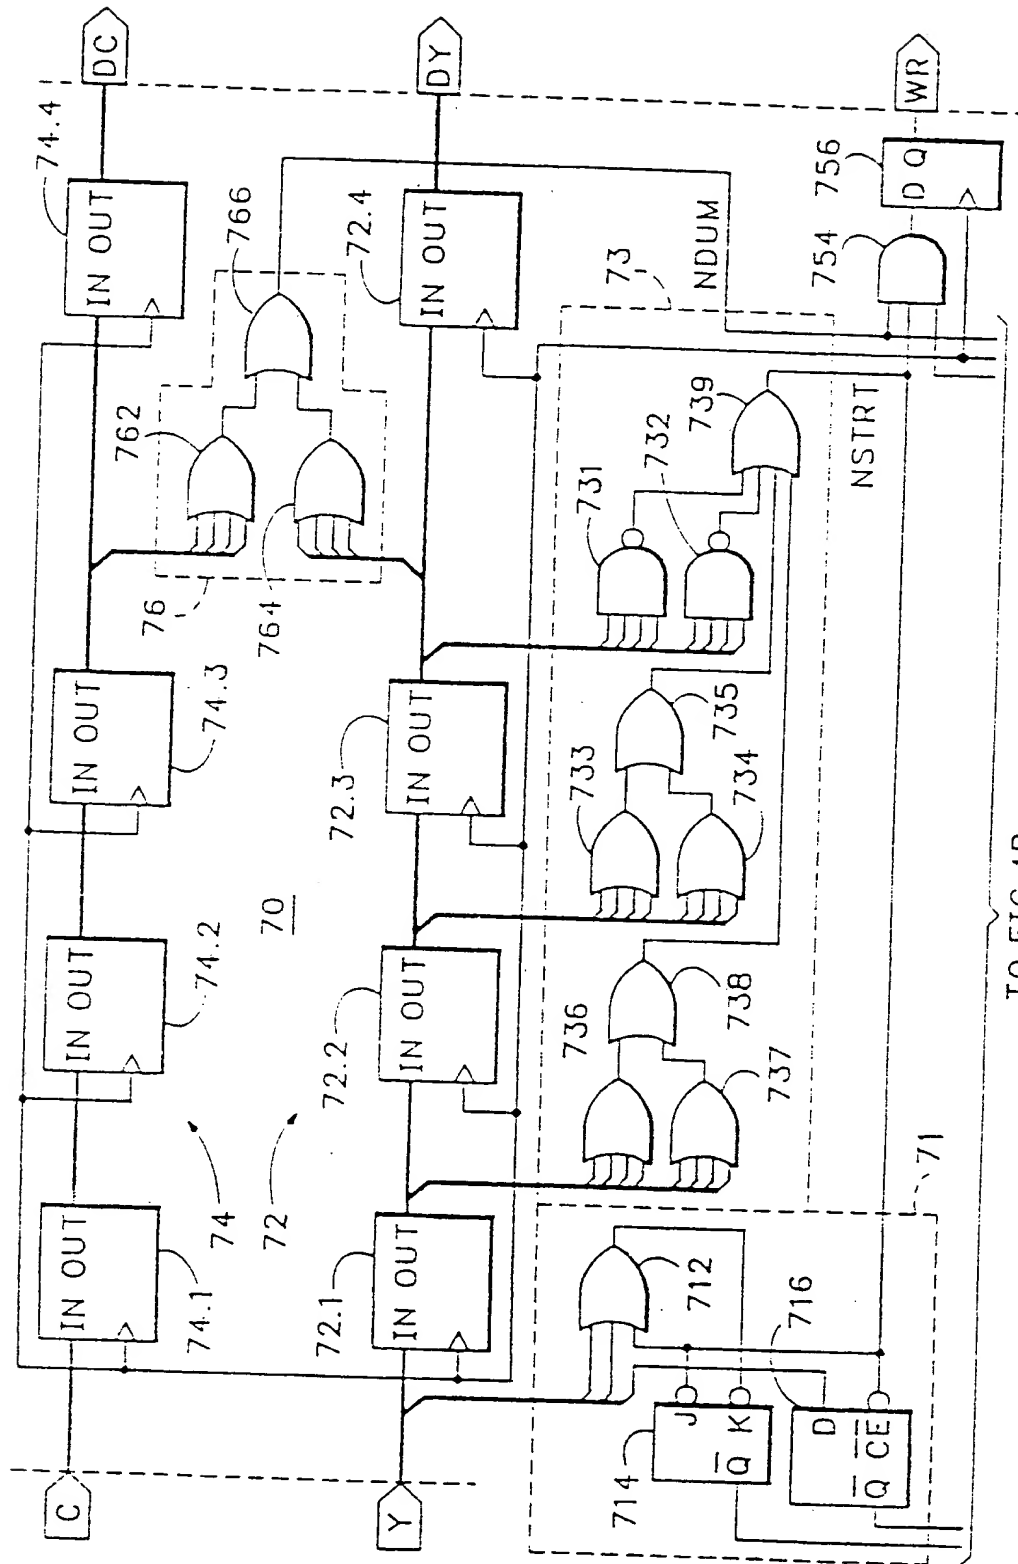 C
IN OUT
74.1
IN OUT
74.2
IN OUT
74.3
IN OUT
74.4
DC
74
72
70
76
762
764
766
Y
IN OUT
72.1
IN OUT
72.2
IN OUT
72.3
IN OUT
72.4
DY
73
NDUM
736
737
738
733
734
735
731
732
739
NSTRT
71
712
714
J
Q K
716
D
Q CE
754
756
D Q
WR